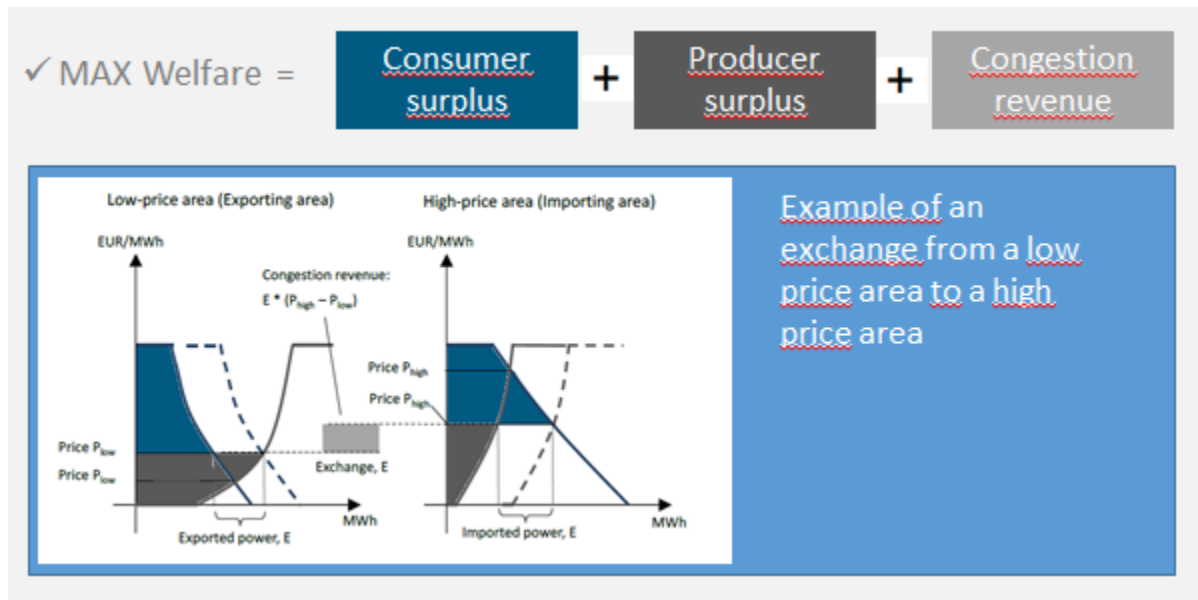 ✓ MAX Welfare =
Consumer
surplus
+
Producer
surplus
+
Congestion
revenue
Low-price area (Exporting area)
High-price area (Importing area)
EUR/MWh
EUR/MWh
Congestion revenue:
E * (Phigh – Plow)
Price Phigh
Price Phigh
Price Plow
Price Plow
Exchange, E
MWh
MWh
Exported power, E
Imported power, E
Example of an
exchange from a low
price area to a high
price area